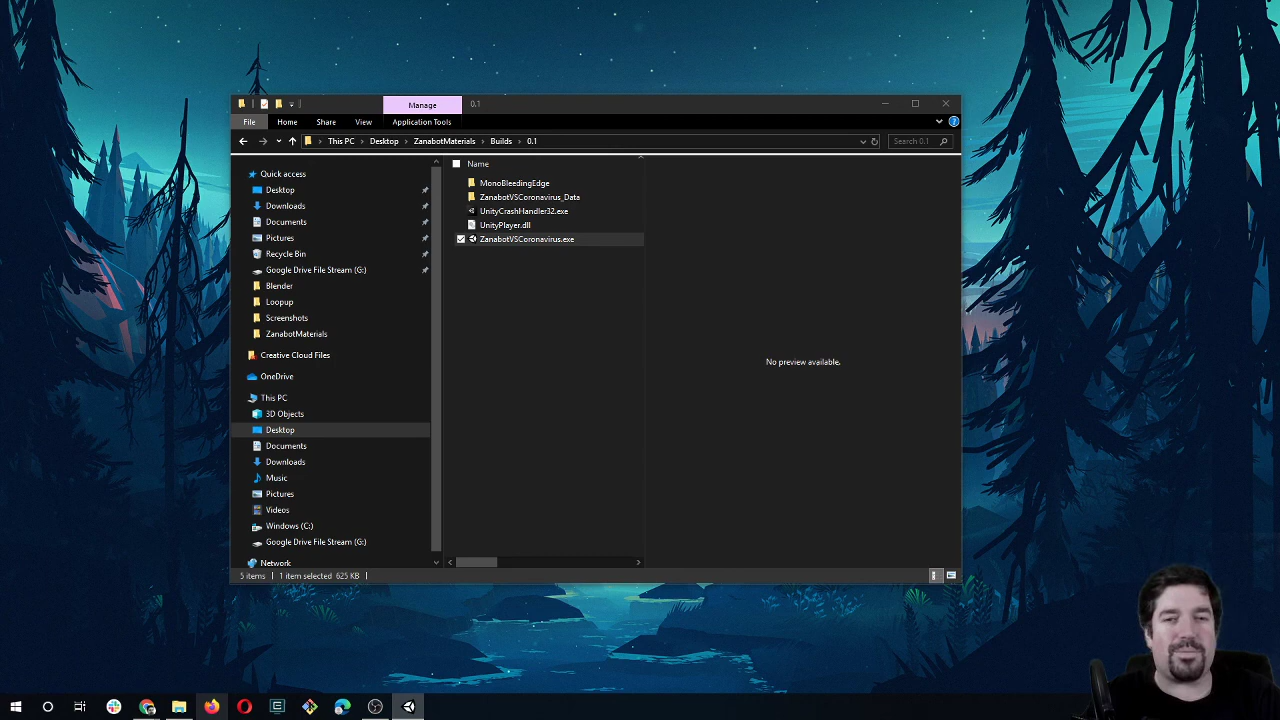 Manage
0.1
File
Home
Share
View
Application Tools
This PC
Desktop
ZanabotMaterials
Builds
0.1
Search 0.1
Quick access
Desktop
Downloads
Documents
Pictures
Recycle Bin
Google Drive File Stream (G:)
Blender
Loopup
Screenshots
ZanabotMaterials
Creative Cloud Files
OneDrive
This PC
3D Objects
Desktop
Documents
Downloads
Music
Pictures
Videos
Windows (C:)
Google Drive File Stream (G:)
Network
Name
MonoBleedingEdge
ZanabotVSCoronavirus_Data
UnityCrashHandler32.exe
UnityPlayer.dll
ZanabotVSCoronavirus.exe
No preview available.
5 items
1 item selected 625 KB